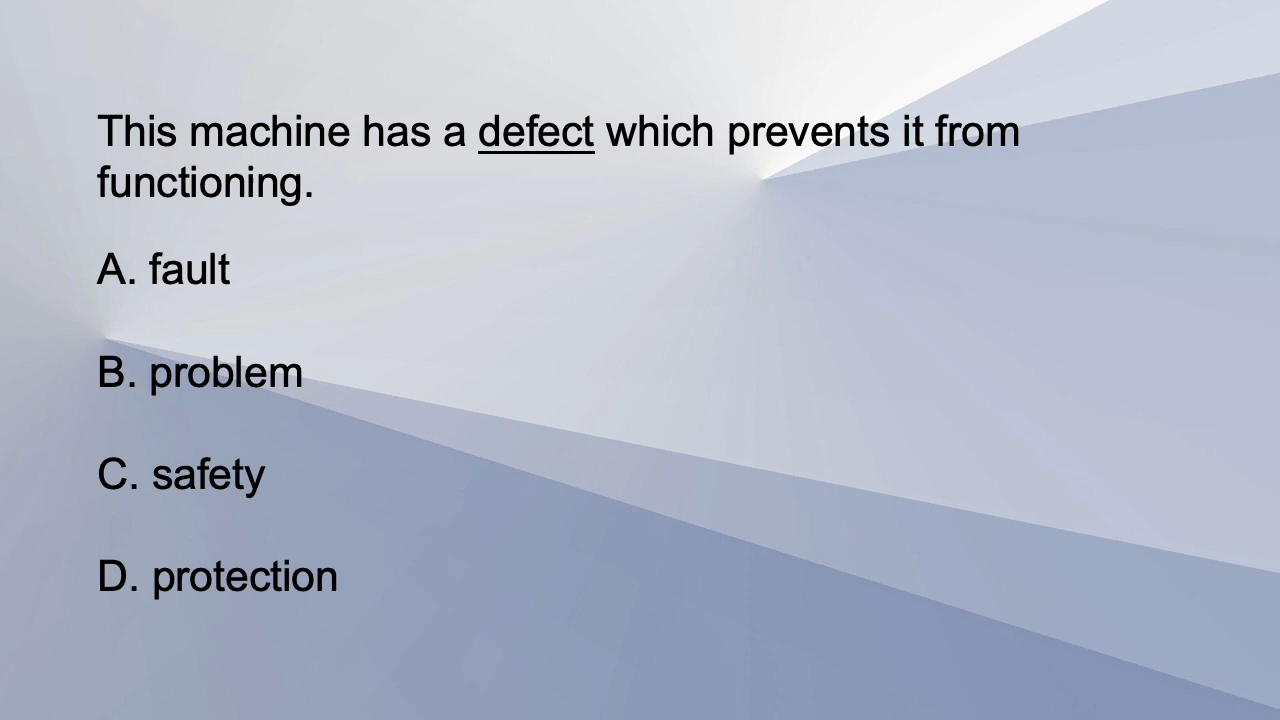 This machine has a defect which prevents it from
functioning.
A. fault
B. problem
C. safety
D. protection